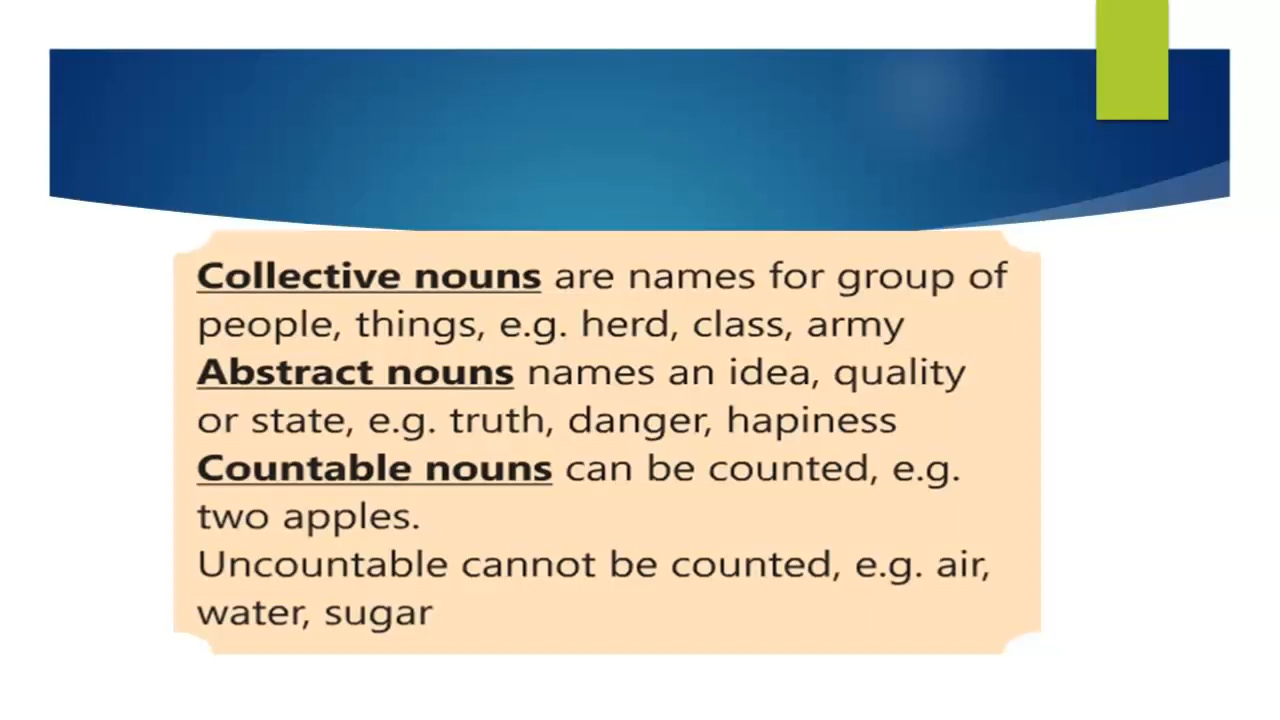 Collective nouns are names for group of
people, things, e.g. herd, class, army
Abstract nouns names an idea, quality
or state, e.g. truth, danger, hapiness
Countable nouns can be counted, e.g.
two apples.
Uncountable cannot be counted, e.g. air,
water, sugar